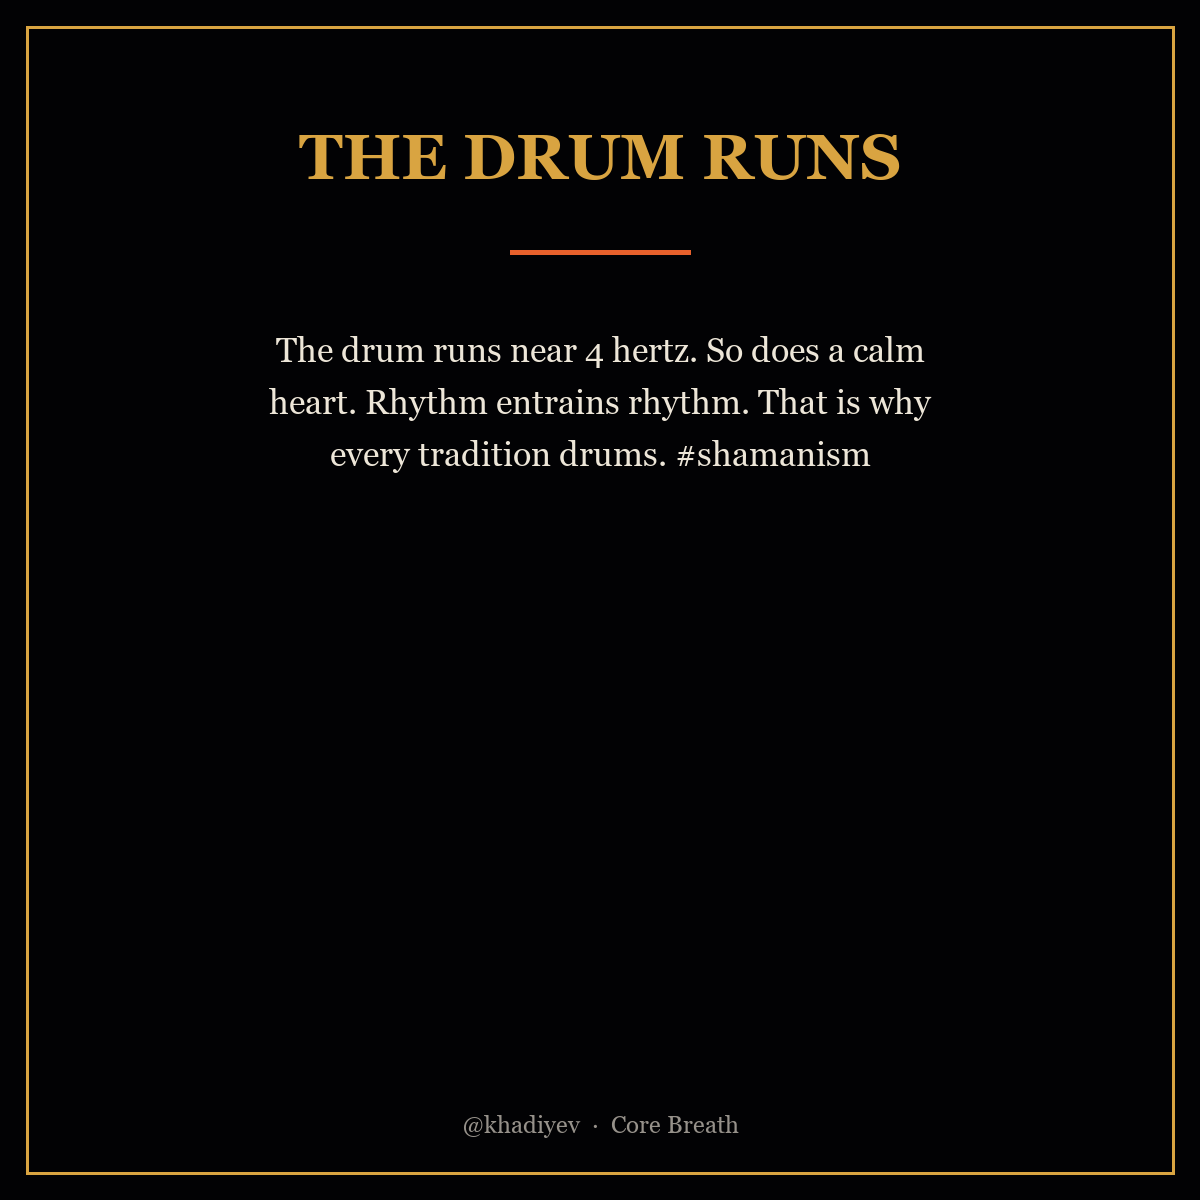 THE DRUM RUNS
The drum runs near 4 hertz. So does a calm
heart. Rhythm entrains rhythm. That is why
every tradition drums. #shamanism
@khadiyev · Core Breath